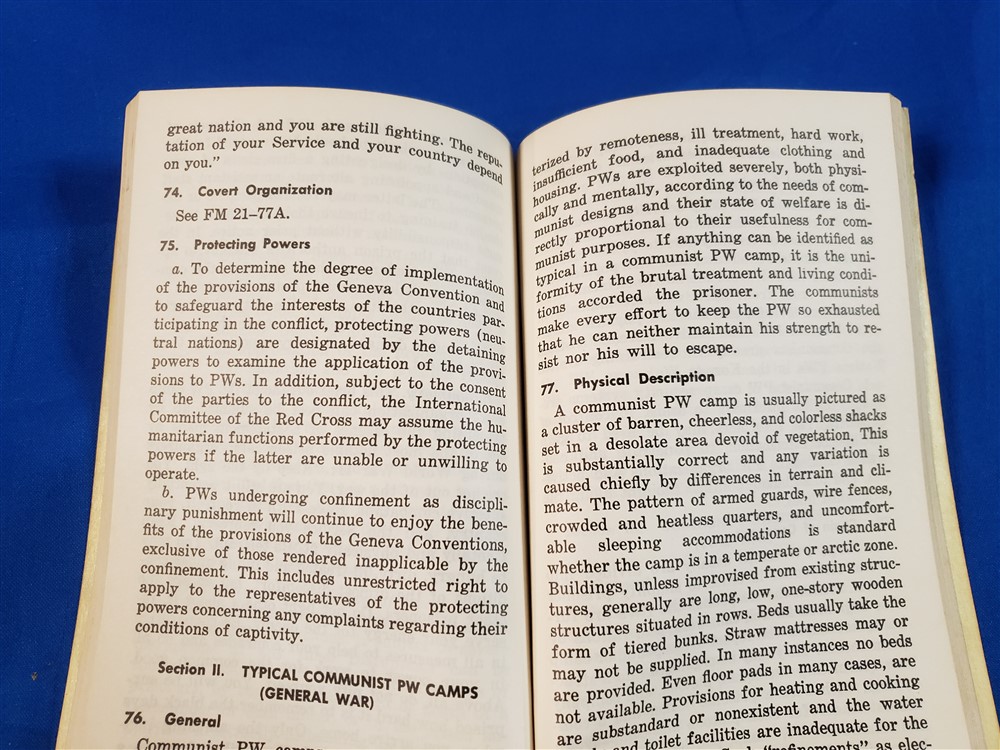 great nation and you are still fighting. The repu-
tation of your Service and your country depend
on you."
74. Covert Organization
See FM 21–77A.
75. Protecting Powers
a. To determine the degree of implementation
of the provisions of the Geneva Convention and
to safeguard the interests of the countries par-
ticipating in the conflict, protecting powers (neu-
tral nations) are designated by the detaining
powers to examine the application of the provi-
sions to PWs. In addition, subject to the consent
of the parties to the conflict, the International
Committee of the Red Cross may assume the hu-
manitarian functions performed by the protecting
powers if the latter are unable or unwilling to
operate.
b. PWs undergoing confinement as discipli-
nary punishment will continue to enjoy the bene-
fits of the provisions of the Geneva Conventions,
exclusive of those rendered inapplicable by the
confinement. This includes unrestricted right to
apply to the representatives of the protecting
powers concerning any complaints regarding their
conditions of captivity.
Section II. TYPICAL COMMUNIST PW CAMPS
(GENERAL WAR)
76. General
Communist PW
terized by remoteness, ill treatment, hard work,
insufficient food, and inadequate clothing and
housing. PWs are exploited severely, both physi-
cally and mentally, according to the needs of com-
munist designs and their state of welfare is di-
rectly proportional to their usefulness for com-
munist purposes. If anything can be identified as
typical in a communist PW camp, it is the uni-
formity of the brutal treatment and living condi-
tions accorded the prisoner. The communists
make every effort to keep the PW so exhausted
that he can neither maintain his strength to re-
sist nor his will to escape.
77. Physical Description
A communist PW camp is usually pictured as
a cluster of barren, cheerless, and colorless shacks
set in a desolate area devoid of vegetation. This
is substantially correct and any variation is
caused chiefly by differences in terrain and cli-
mate. The pattern of armed guards, wire fences,
crowded and heatless quarters, and uncomfort-
able sleeping accommodations is standard
whether the camp is in a temperate or arctic zone.
Buildings, unless improvised from existing struc-
tures, generally are long, low, one-story wooden
structures situated in rows. Beds usually take the
form of tiered bunks. Straw mattresses may or
may not be supplied. In many instances no beds
are provided. Even floor pads in many cases, are
not available. Provisions for heating and cooking
are substandard or nonexistent and the water
and toilet facilities are inadequate for the
"refinements" as elec-